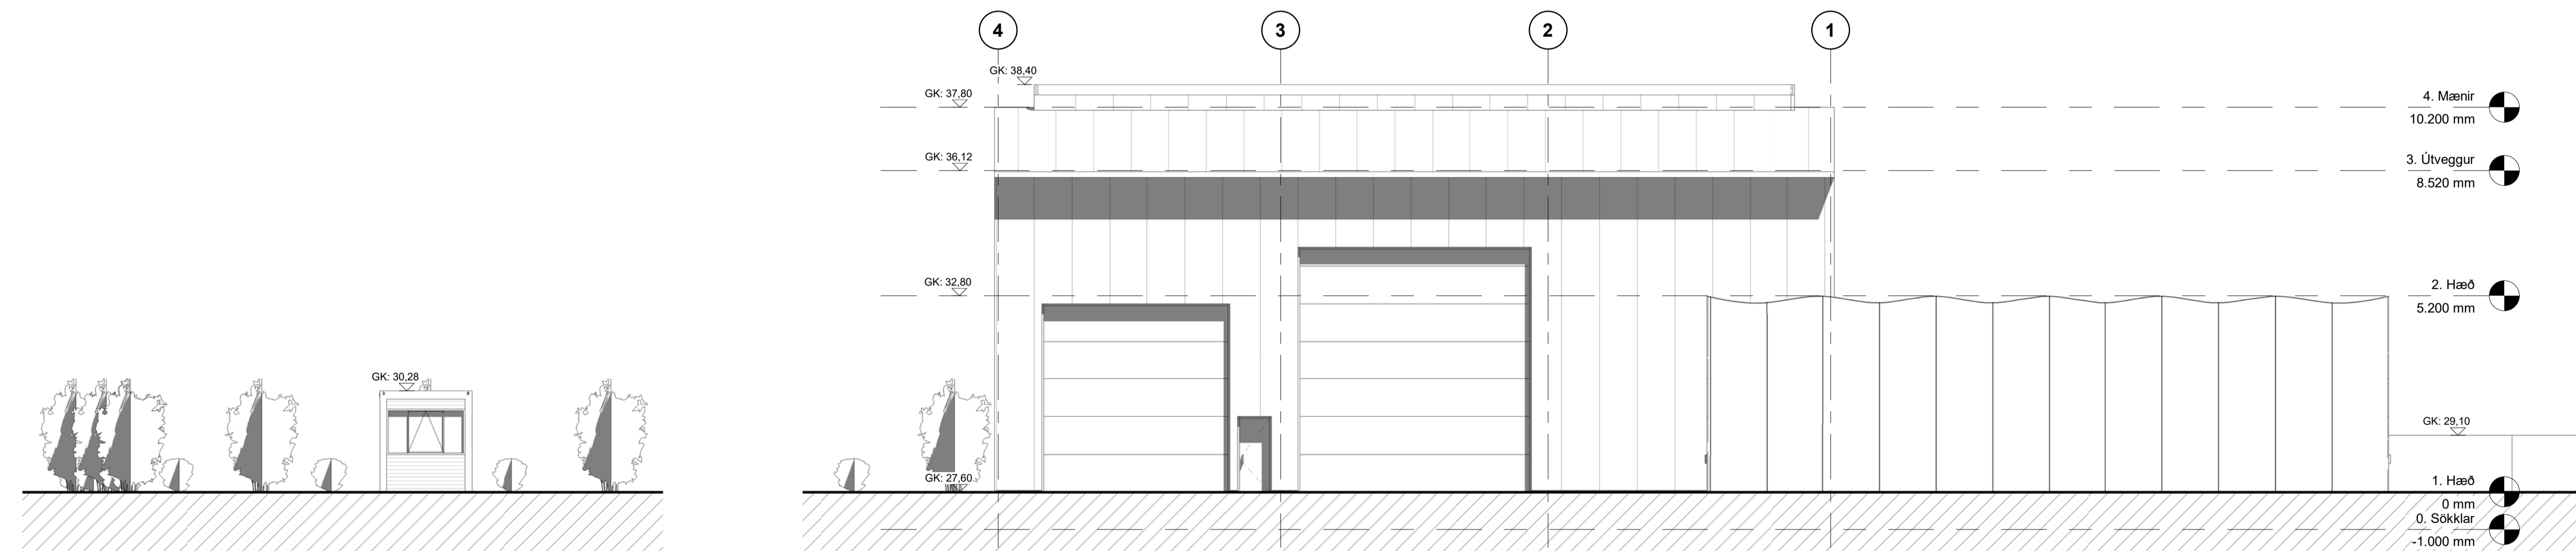 4
3
2
1
GK: 38,40
GK: 37,80
4. Mænir
10.200 mm
GK: 36,12
3. Útveggur
8.520 mm
GK: 32,80
2. Hæð
5.200 mm
GK: 30,28
GK: 29,10
GK: 27,60
1. Hæð
0 mm
0. Sökklar
-1.000 mm